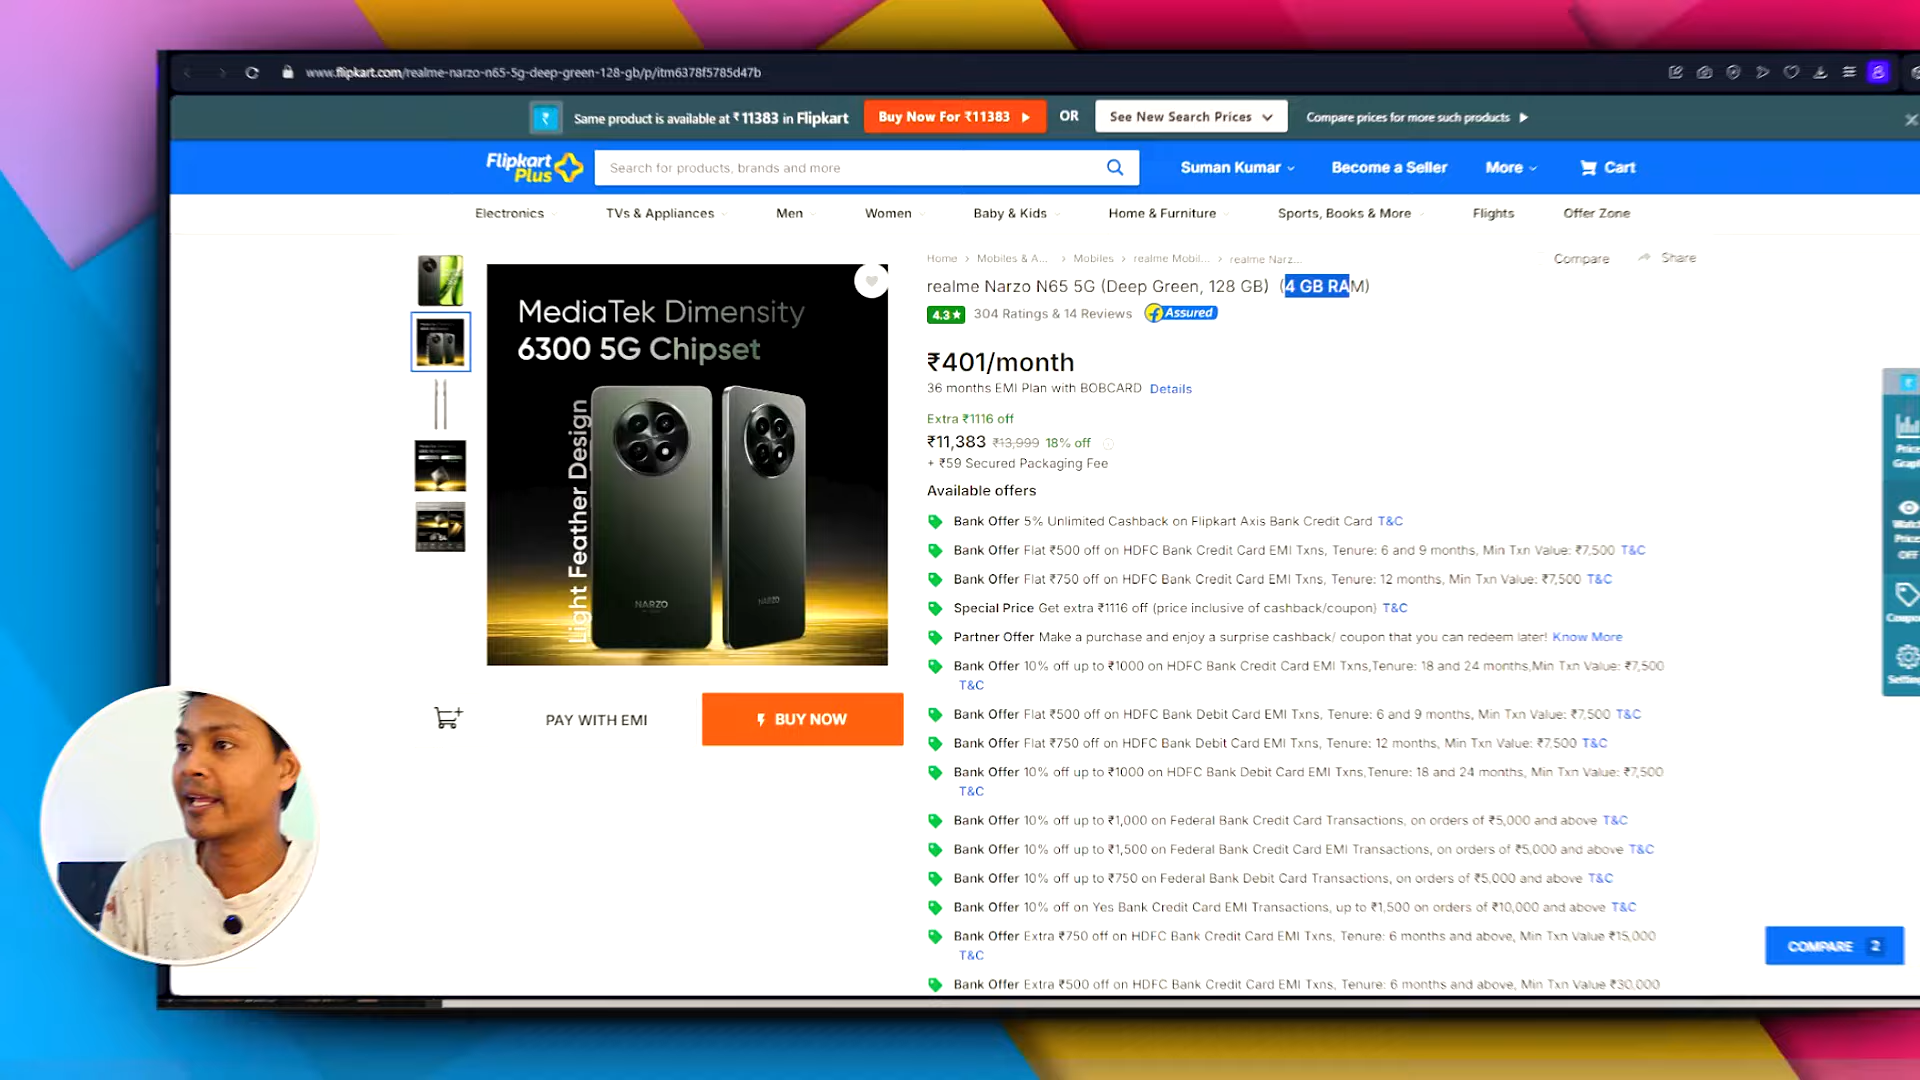 www.flipkart.com/realme-narzo-n65-5g-deep-green-128-gb/p/itm6378f5785d47b
Same product is available at ₹ 11383 in Flipkart
Buy Now For ₹11383
OR
See New Search Prices
Compare prices for more such products
Flipkart
Plus
Search for products, brands and more
Suman Kumar
Become a Seller
More
Cart
Electronics
TVs & Appliances
Men
Women
Baby & Kids
Home & Furniture
Sports, Books & More
Flights
Offer Zone
Home
Mobiles & A...
Mobiles
realme Mobil...
realme Narz...
Compare
Share
realme Narzo N65 5G (Deep Green, 128 GB) (4 GB RAM)
4.3
304 Ratings & 14 Reviews
Assured
₹401/month
36 months EMI Plan with BOBCARD Details
Extra ₹1116 off
₹11,383 ₹13,999 18% off
+ ₹59 Secured Packaging Fee
Available offers
Bank Offer 5% Unlimited Cashback on Flipkart Axis Bank Credit Card T&C
Bank Offer Flat ₹500 off on HDFC Bank Credit Card EMI Txns, Tenure: 6 and 9 months, Min Txn Value: ₹7,500 T&C
Bank Offer Flat ₹750 off on HDFC Bank Credit Card EMI Txns, Tenure: 12 months, Min Txn Value: ₹7,500 T&C
Special Price Get extra ₹1116 off (price inclusive of cashback/coupon) T&C
Partner Offer Make a purchase and enjoy a surprise cashback/ coupon that you can redeem later! Know More
Bank Offer 10% off up to ₹1000 on HDFC Bank Credit Card EMI Txns,Tenure: 18 and 24 months,Min Txn Value: ₹7,500
T&C
Bank Offer Flat ₹500 off on HDFC Bank Debit Card EMI Txns, Tenure: 6 and 9 months, Min Txn Value: ₹7,500 T&C
Bank Offer Flat ₹750 off on HDFC Bank Debit Card EMI Txns, Tenure: 12 months, Min Txn Value: ₹7,500 T&C
Bank Offer 10% off up to ₹1000 on HDFC Bank Debit Card EMI Txns,Tenure: 18 and 24 months, Min Txn Value: ₹7,500
T&C
Bank Offer 10% off up to ₹1,000 on Federal Bank Credit Card Transactions, on orders of ₹5,000 and above T&C
Bank Offer 10% off up to ₹1,500 on Federal Bank Credit Card EMI Transactions, on orders of ₹5,000 and above T&C
Bank Offer 10% off up to ₹750 on Federal Bank Debit Card Transactions, on orders of ₹5,000 and above T&C
Bank Offer 10% off on Yes Bank Credit Card EMI Transactions, up to ₹1,500 on orders of ₹10,000 and above T&C
Bank Offer Extra ₹750 off on HDFC Bank Credit Card EMI Txns, Tenure: 6 months and above, Min Txn Value ₹15,000
T&C
Bank Offer Extra ₹500 off on HDFC Bank Credit Card EMI Txns, Tenure: 6 months and above, Min Txn Value ₹30,000
MediaTek Dimensity
6300 5G Chipset
Light Feather Design
NARZO
NARZO
PAY WITH EMI
BUY NOW
Price
Graph
Price
OFF
COMPARE 2